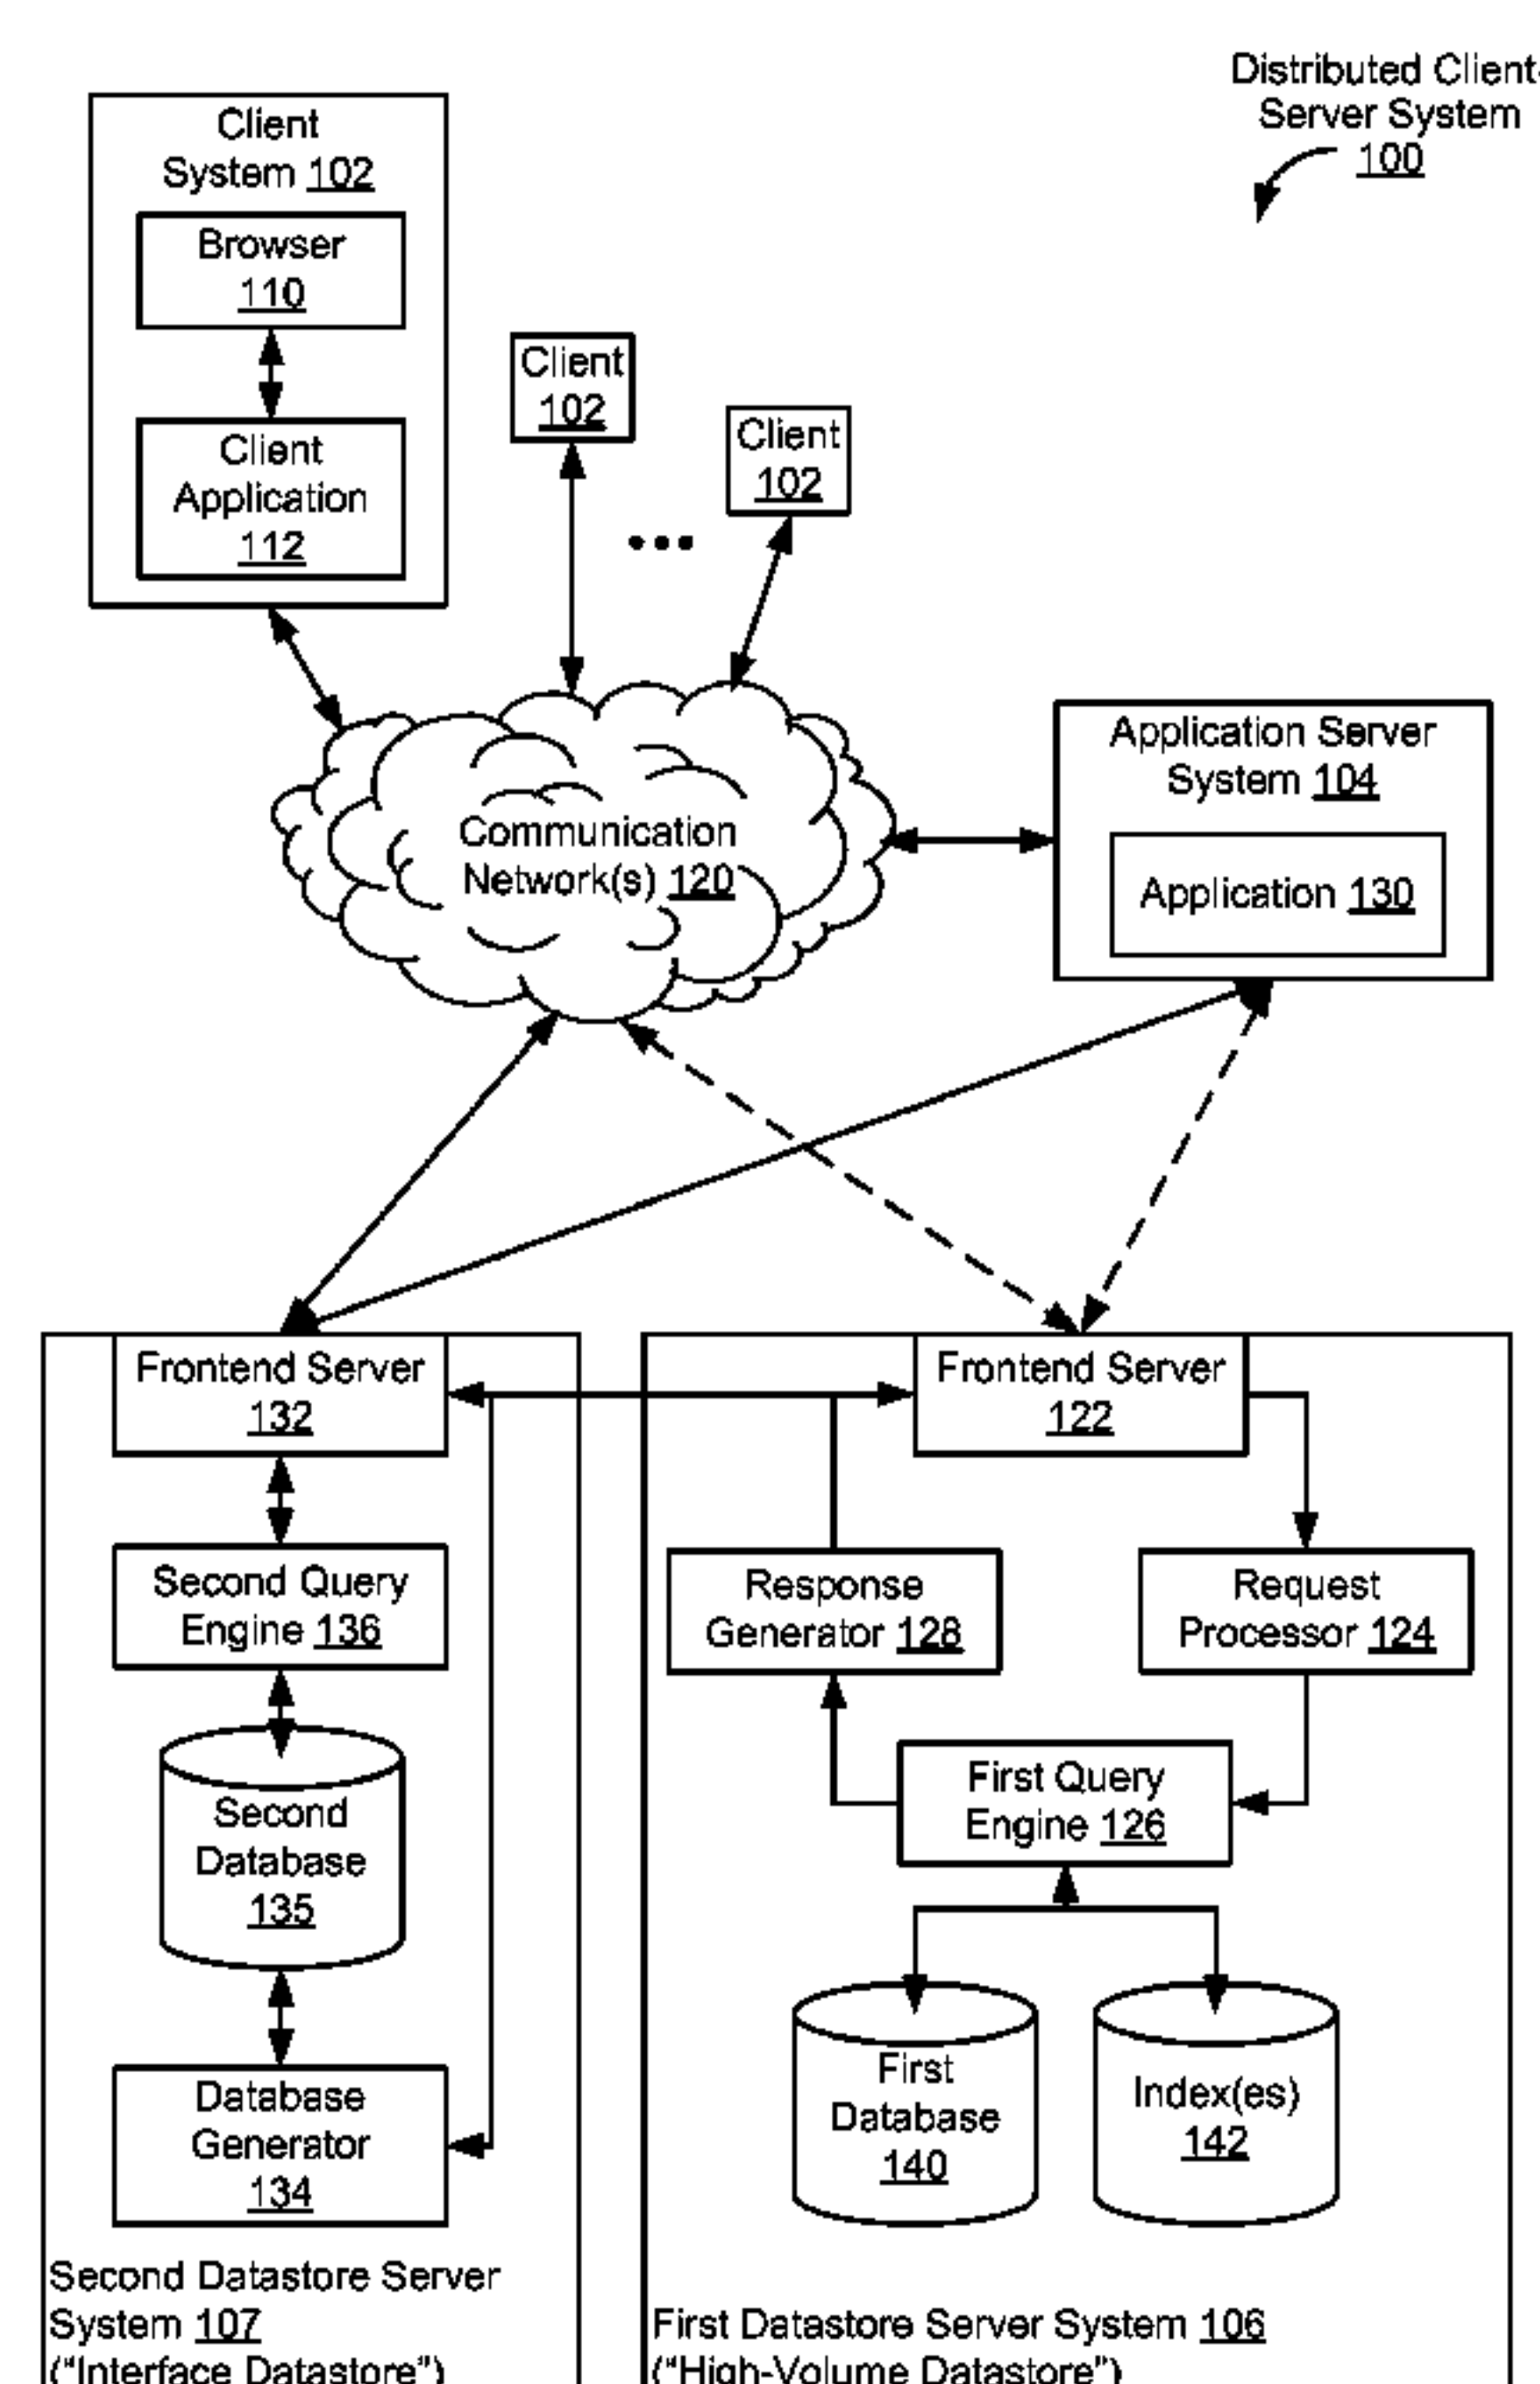 Distributed Client-
Server System
100
Client
System 102
Browser
110
Client
Application
112
Client
102
Client
102
Communication
Network(s) 120
Application Server
System 104
Application 130
Frontend Server
132
Second Query
Engine 136
Second
Database
135
Database
Generator
134
Second Datastore Server
System 107
("Interface Datastore")
Frontend Server
122
Response
Generator 128
Request
Processor 124
First Query
Engine 126
First
Database
140
Index(es)
142
First Datastore Server System 106
("High-Volume Datastore")